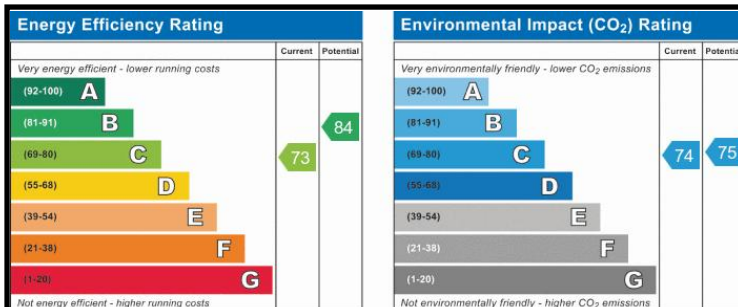 Energy Efficiency Rating
Current Potential
Very energy efficient - lower running costs
(92-100) A
(81-91) B
84
(69-80) C
73
(55-68) D
(39-54) E
(21-38) F
(1-20) G
Not energy efficient - higher running costs
Environmental Impact (CO₂) Rating
Current Potential
Very environmentally friendly - lower CO₂ emissions
(92-100) A
(81-91) B
(69-80) C
74 75
(55-68) D
(39-54) E
(21-38) F
(1-20) G
Not environmentally friendly - higher CO₂ emissions